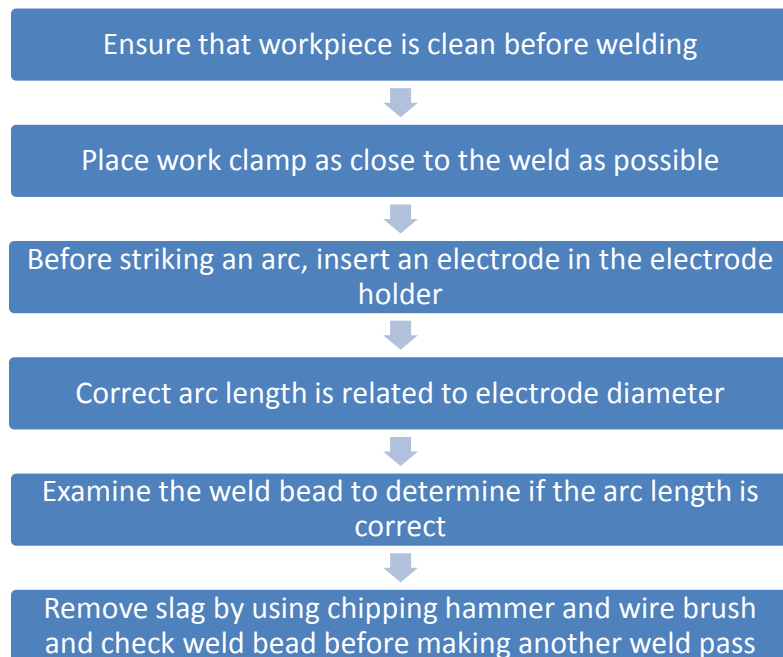 Ensure that workpiece is clean before welding
Place work clamp as close to the weld as possible
Before striking an arc, insert an electrode in the electrode
holder
Correct arc length is related to electrode diameter
Examine the weld bead to determine if the arc length is
correct
Remove slag by using chipping hammer and wire brush
and check weld bead before making another weld pass